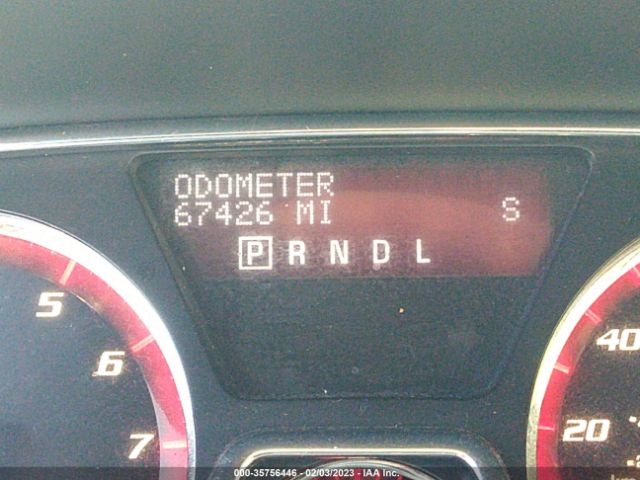 ODOMETER
67426 MI S
P R N D L
5
6
7
40
20
000-35756446 - 02/03/2023 - IAA Inc.